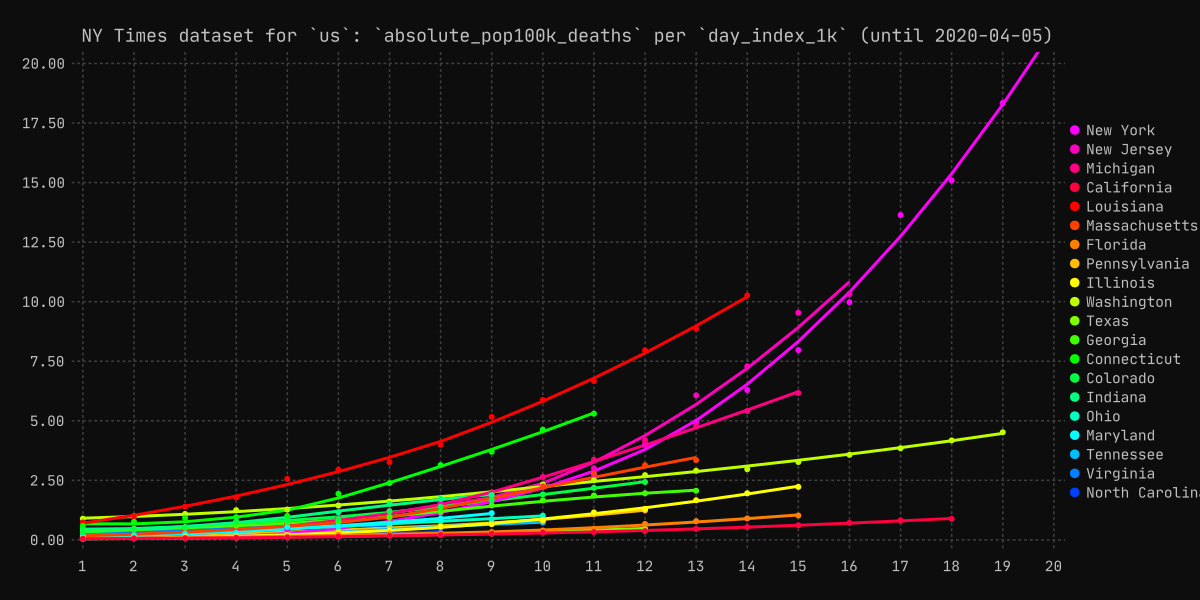 NY Times dataset for `us`: `absolute_pop100k_deaths` per `day_index_1k` (until 2020-04-05)
20.00
17.50
15.00
12.50
10.00
7.50
5.00
2.50
0.00
1 2 3 4 5 6 7 8 9 10 11 12 13 14 15 16 17 18 19 20
New York
New Jersey
Michigan
California
Louisiana
Massachusetts
Florida
Pennsylvania
Illinois
Washington
Texas
Georgia
Connecticut
Colorado
Indiana
Ohio
Maryland
Tennessee
Virginia
North Carolina